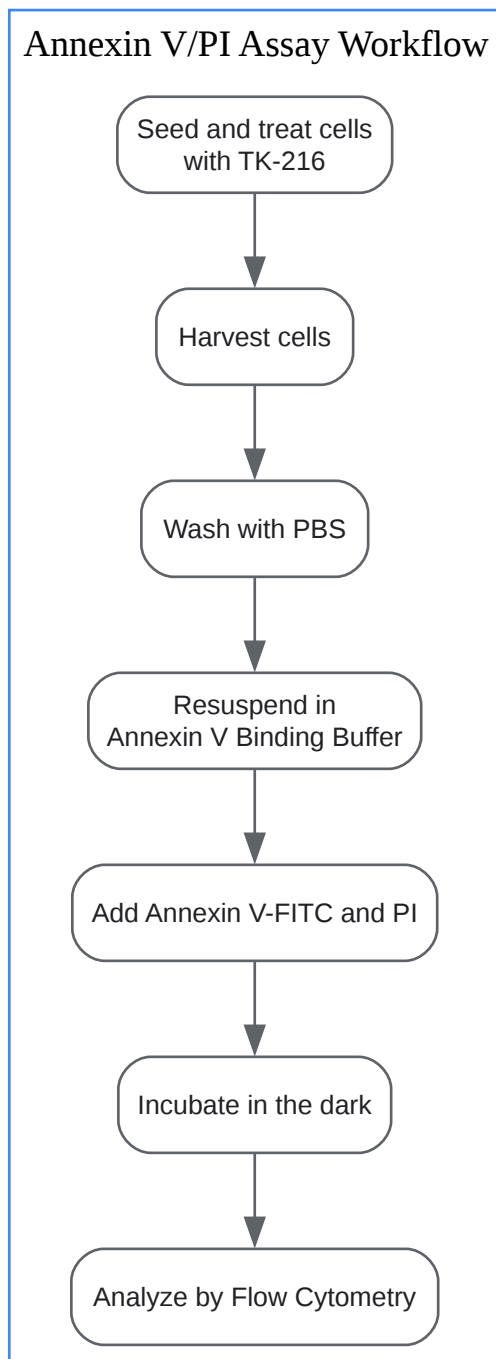 Annexin V/PI Assay Workflow
Seed and treat cells
with TK-216
Harvest cells
Wash with PBS
Resuspend in
Annexin V Binding Buffer
Add Annexin V-FITC and PI
Incubate in the dark
Analyze by Flow Cytometry